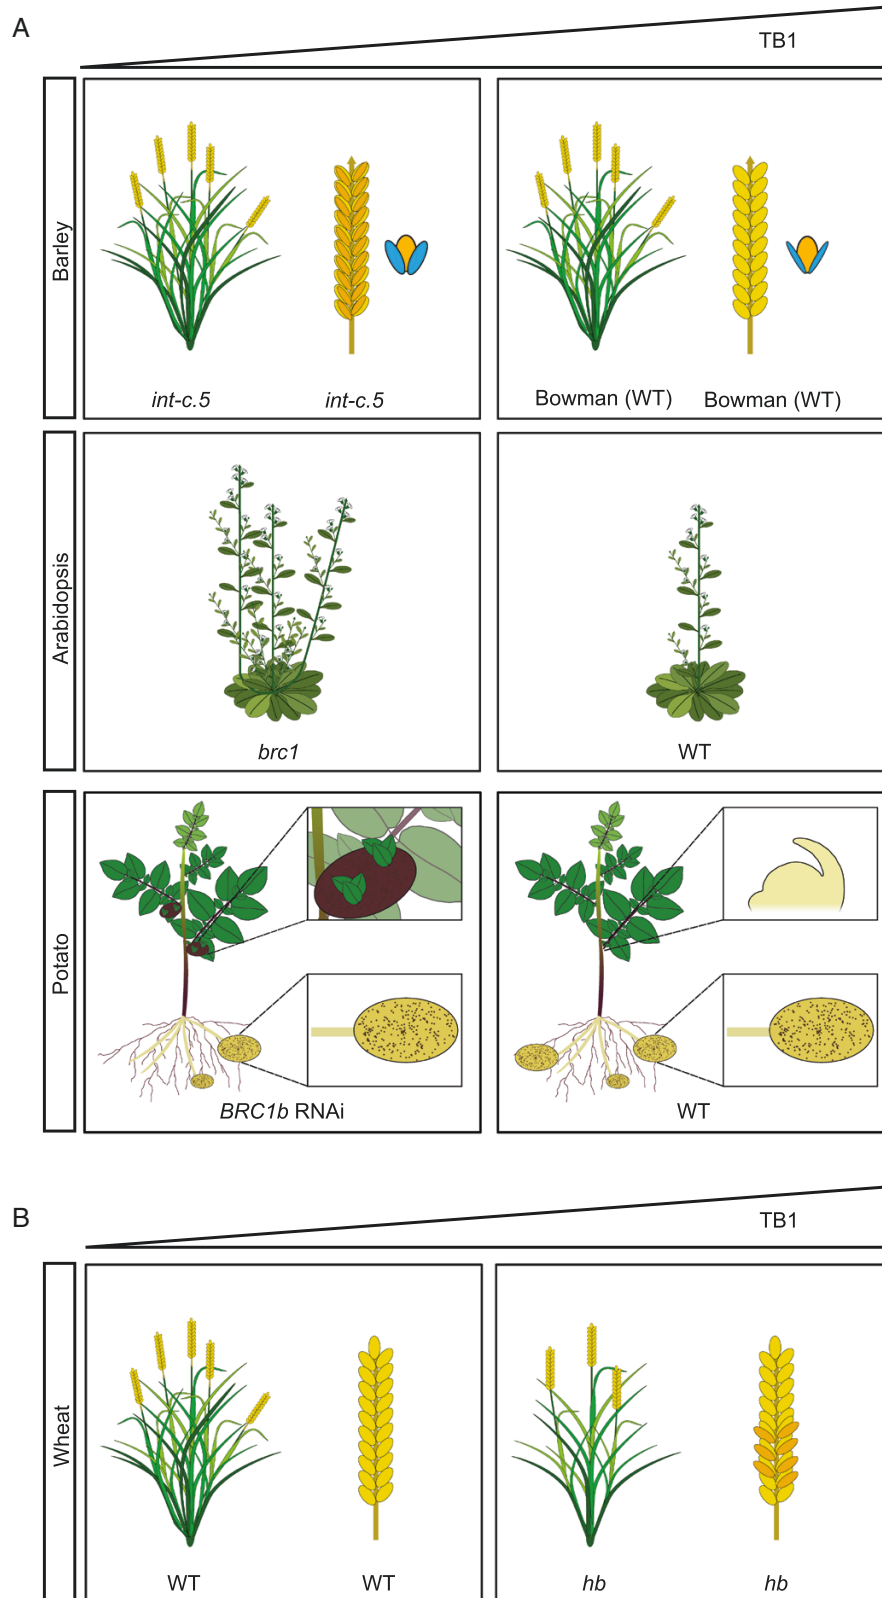 A
TB1
Barley
int-c.5
int-c.5
Bowman (WT)
Bowman (WT)
Arabidopsis
brc1
WT
Potato
BRC1b RNAi
WT
B
TB1
Wheat
WT
WT
hb
hb